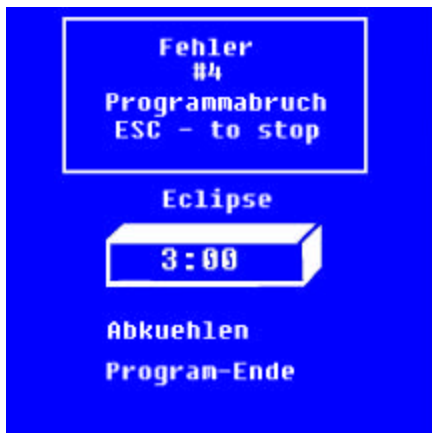 Fehler
#4
Programmabruch
ESC - to stop
Eclipse
3:00
Abkuehlen
Program-Ende